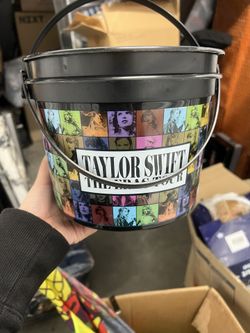 TAYLOR SWIFT
THE ERAS TOUR